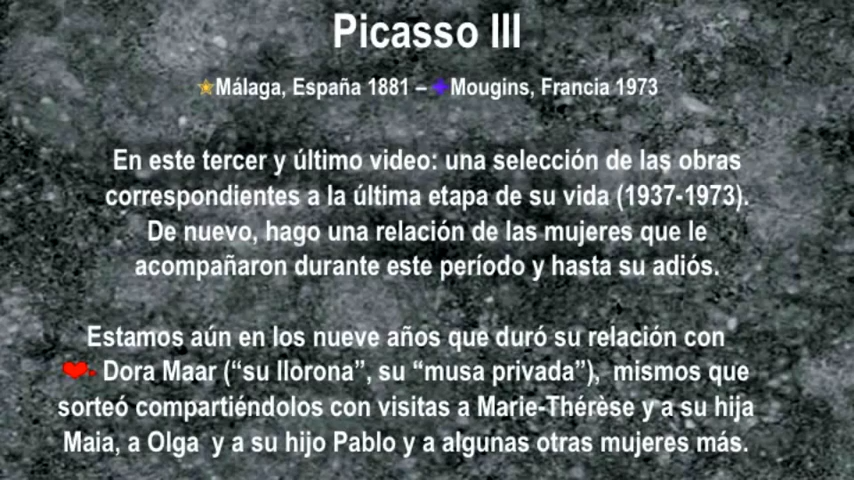 Picasso III
Málaga, España 1881 – Mougins, Francia 1973
En este tercer y último video: una selección de las obras
correspondientes a la última etapa de su vida (1937-1973).
De nuevo, hago una relación de las mujeres que le
acompañaron durante este período y hasta su adiós.
Estamos aún en los nueve años que duró su relación con
Dora Maar (“su llorona”, su “musa privada”), mismos que
sorteó compartiéndolos con visitas a Marie-Thérèse y a su hija
Maia, a Olga y a su hijo Pablo y a algunas otras mujeres más.